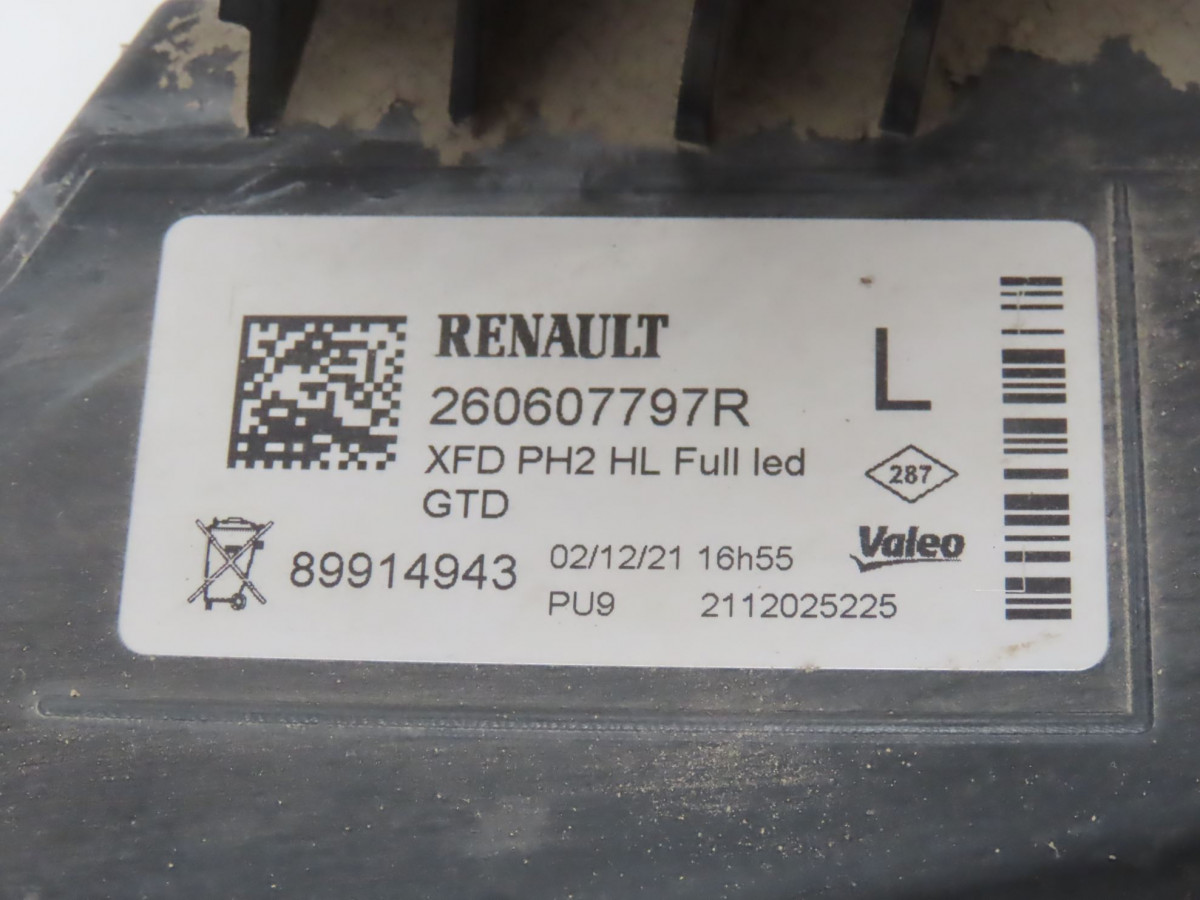 RENAULT
260607797R
L
XFD PH2 HL Full led
GTD
287
89914943
02/12/21 16h55
Valeo
PU9
2112025225